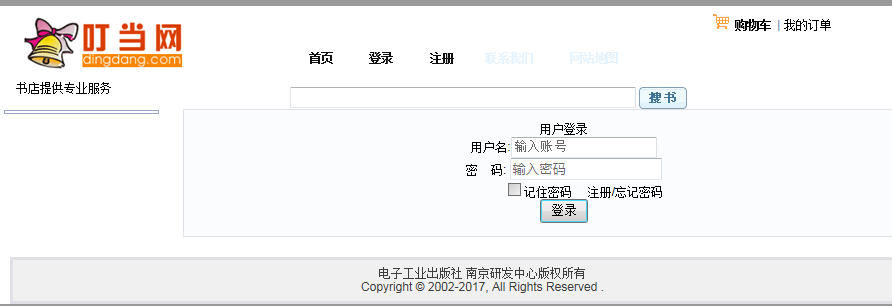 叮当网
dingdang.com
购物车 | 我的订单
首页 登录 注册 联系我们 网站地图
书店提供专业服务
搜书
用户登录
用户名: 输入账号
密 码: 输入密码
记住密码 注册/忘记密码
登录
电子工业出版社 南京研发中心版权所有
Copyright © 2002-2017, All Rights Reserved .